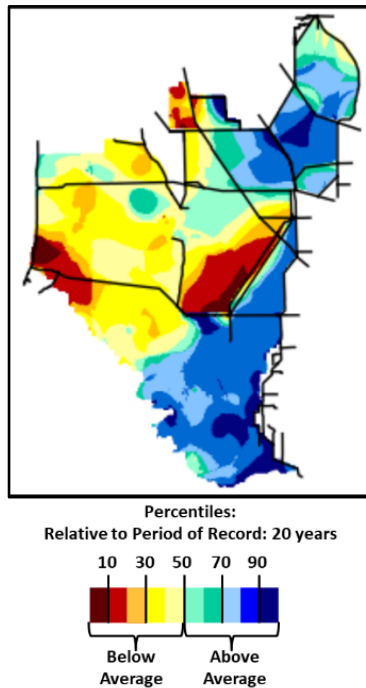 Percentiles:
Relative to Period of Record: 20 years
10 30 50 70 90
Below Above
Average Average